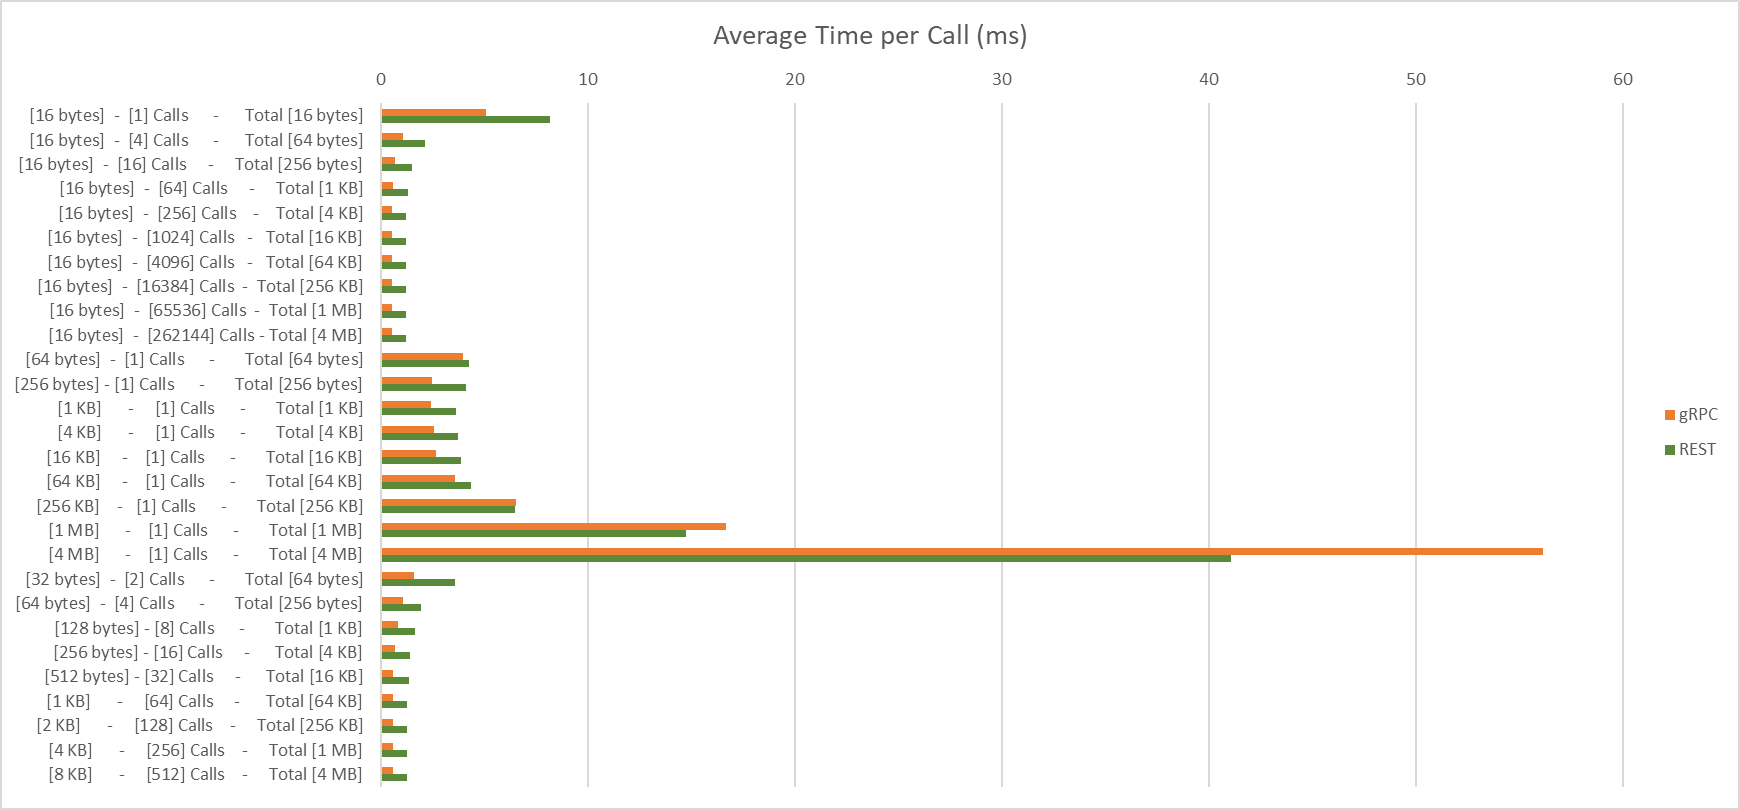 Average Time per Call (ms)
0 10 20 30 40 50 60
[16 bytes] - [1] Calls - Total [16 bytes]
[16 bytes] - [4] Calls - Total [64 bytes]
[16 bytes] - [16] Calls - Total [256 bytes]
[16 bytes] - [64] Calls - Total [1 KB]
[16 bytes] - [256] Calls - Total [4 KB]
[16 bytes] - [1024] Calls - Total [16 KB]
[16 bytes] - [4096] Calls - Total [64 KB]
[16 bytes] - [16384] Calls - Total [256 KB]
[16 bytes] - [65536] Calls - Total [1 MB]
[16 bytes] - [262144] Calls - Total [4 MB]
[64 bytes] - [1] Calls - Total [64 bytes]
[256 bytes] - [1] Calls - Total [256 bytes]
[1 KB] - [1] Calls - Total [1 KB]
[4 KB] - [1] Calls - Total [4 KB]
[16 KB] - [1] Calls - Total [16 KB]
[64 KB] - [1] Calls - Total [64 KB]
[256 KB] - [1] Calls - Total [256 KB]
[1 MB] - [1] Calls - Total [1 MB]
[4 MB] - [1] Calls - Total [4 MB]
[32 bytes] - [2] Calls - Total [64 bytes]
[64 bytes] - [4] Calls - Total [256 bytes]
[128 bytes] - [8] Calls - Total [1 KB]
[256 bytes] - [16] Calls - Total [4 KB]
[512 bytes] - [32] Calls - Total [16 KB]
[1 KB] - [64] Calls - Total [64 KB]
[2 KB] - [128] Calls - Total [256 KB]
[4 KB] - [256] Calls - Total [1 MB]
[8 KB] - [512] Calls - Total [4 MB]
gRPC
REST